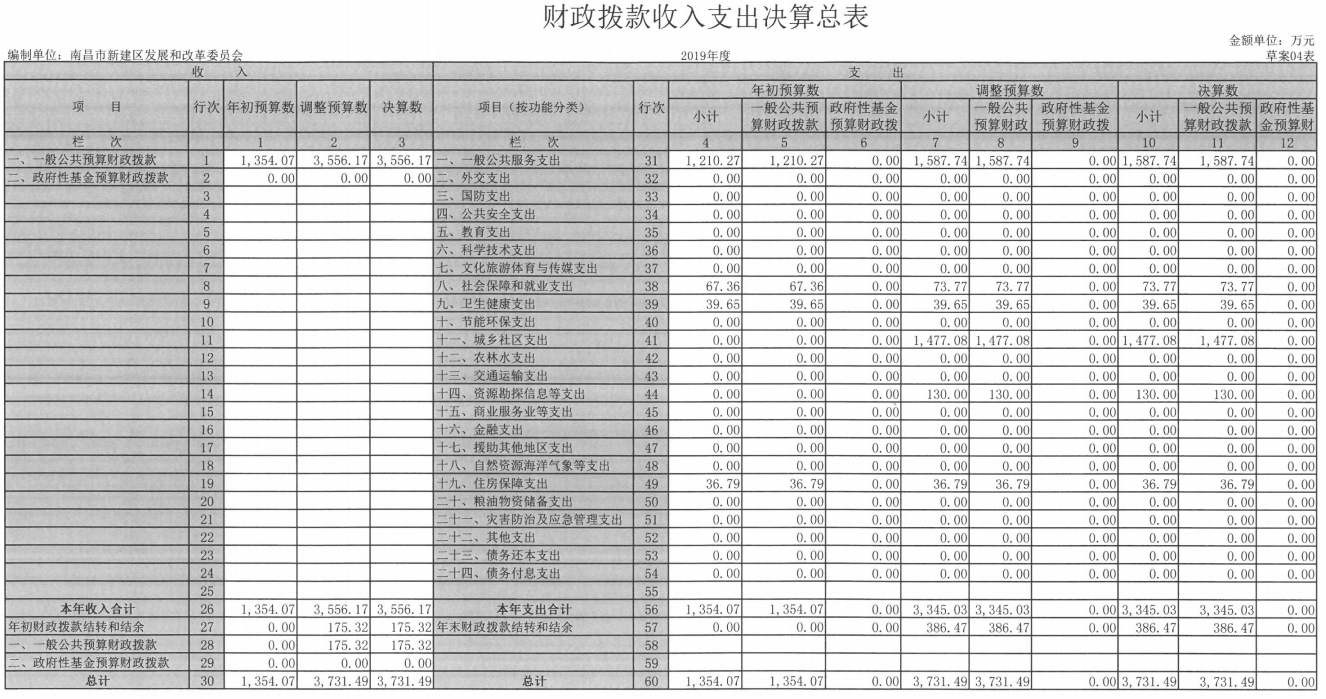 财政拨款收入支出决算总表
金额单位：万元
编制单位：南昌市新建区发展和改革委员会 2019年度 草案04表
收 入 支 出
项 目 行次 年初预算数 调整预算数 决算数 项目（按功能分类） 行次 年初预算数 调整预算数 决算数
小计 一般公共预算财政拨款 政府性基金预算财政拨 小计 一般公共预算财政 政府性基金预算财政拨 小计 一般公共预算财政拨款 政府性基金预算财
栏 次 1 2 3 栏 次 4 5 6 7 8 9 10 11 12
一、一般公共预算财政拨款 1 1,354.07 3,556.17 3,556.17 一、一般公共服务支出 31 1,210.27 1,210.27 0.00 1,587.74 1,587.74 0.00 1,587.74 1,587.74 0.00
二、政府性基金预算财政拨款 2 0.00 0.00 0.00 二、外交支出 32 0.00 0.00 0.00 0.00 0.00 0.00 0.00 0.00 0.00
3 三、国防支出 33 0.00 0.00 0.00 0.00 0.00 0.00 0.00 0.00 0.00
4 四、公共安全支出 34 0.00 0.00 0.00 0.00 0.00 0.00 0.00 0.00 0.00
5 五、教育支出 35 0.00 0.00 0.00 0.00 0.00 0.00 0.00 0.00 0.00
6 六、科学技术支出 36 0.00 0.00 0.00 0.00 0.00 0.00 0.00 0.00 0.00
7 七、文化旅游体育与传媒支出 37 0.00 0.00 0.00 0.00 0.00 0.00 0.00 0.00 0.00
8 八、社会保障和就业支出 38 67.36 67.36 0.00 73.77 73.77 0.00 73.77 73.77 0.00
9 九、卫生健康支出 39 39.65 39.65 0.00 39.65 39.65 0.00 39.65 39.65 0.00
10 十、节能环保支出 40 0.00 0.00 0.00 0.00 0.00 0.00 0.00 0.00 0.00
11 十一、城乡社区支出 41 0.00 0.00 0.00 1,477.08 1,477.08 0.00 1,477.08 1,477.08 0.00
12 十二、农林水支出 42 0.00 0.00 0.00 0.00 0.00 0.00 0.00 0.00 0.00
13 十三、交通运输支出 43 0.00 0.00 0.00 0.00 0.00 0.00 0.00 0.00 0.00
14 十四、资源勘探信息等支出 44 0.00 0.00 0.00 130.00 130.00 0.00 130.00 130.00 0.00
15 十五、商业服务业等支出 45 0.00 0.00 0.00 0.00 0.00 0.00 0.00 0.00 0.00
16 十六、金融支出 46 0.00 0.00 0.00 0.00 0.00 0.00 0.00 0.00 0.00
17 十七、援助其他地区支出 47 0.00 0.00 0.00 0.00 0.00 0.00 0.00 0.00 0.00
18 十八、自然资源海洋气象等支出 48 0.00 0.00 0.00 0.00 0.00 0.00 0.00 0.00 0.00
19 十九、住房保障支出 49 36.79 36.79 0.00 36.79 36.79 0.00 36.79 36.79 0.00
20 二十、粮油物资储备支出 50 0.00 0.00 0.00 0.00 0.00 0.00 0.00 0.00 0.00
21 二十一、灾害防治及应急管理支出 51 0.00 0.00 0.00 0.00 0.00 0.00 0.00 0.00 0.00
22 二十二、其他支出 52 0.00 0.00 0.00 0.00 0.00 0.00 0.00 0.00 0.00
23 二十三、债务还本支出 53 0.00 0.00 0.00 0.00 0.00 0.00 0.00 0.00 0.00
24 二十四、债务付息支出 54 0.00 0.00 0.00 0.00 0.00 0.00 0.00 0.00 0.00
25 55
本年收入合计 26 1,354.07 3,556.17 3,556.17 本年支出合计 56 1,354.07 1,354.07 0.00 3,345.03 3,345.03 0.00 3,345.03 3,345.03 0.00
年初财政拨款结转和结余 27 0.00 175.32 175.32 年末财政拨款结转和结余 57 0.00 0.00 0.00 386.47 386.47 0.00 386.47 386.47 0.00
一、一般公共预算财政拨款 28 0.00 175.32 175.32 58
二、政府性基金预算财政拨款 29 0.00 0.00 0.00 59
总计 30 1,354.07 3,731.49 3,731.49 总计 60 1,354.07 1,354.07 0.00 3,731.49 3,731.49 0.00 3,731.49 3,731.49 0.00